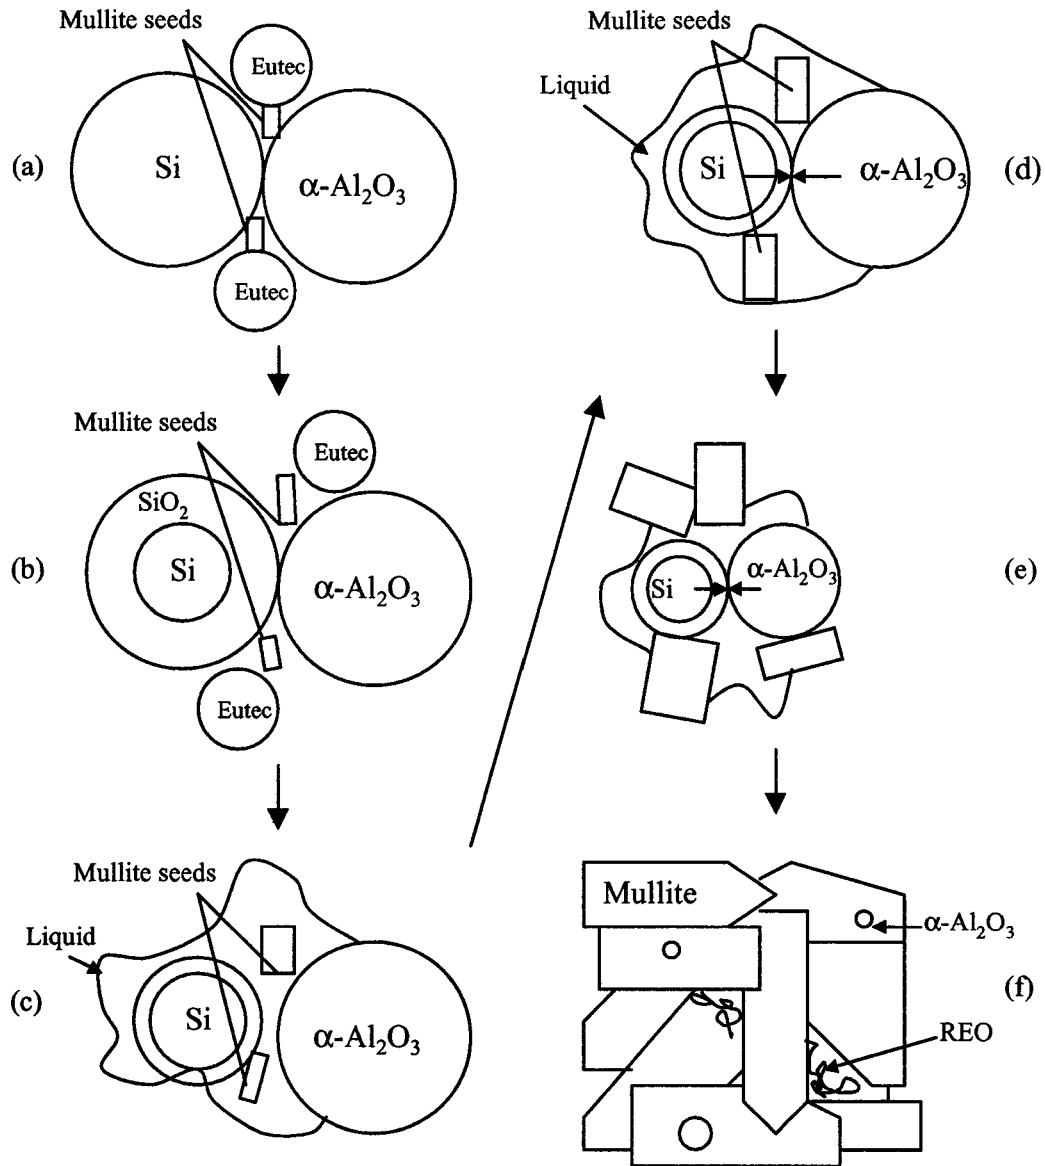 Mullite seeds
Eutec
(a)
Si
α-Al₂O₃
Eutec
Mullite seeds
Eutec
SiO₂
(b)
Si
α-Al₂O₃
Eutec
Mullite seeds
Liquid
(c)
Si
α-Al₂O₃
Mullite seeds
Liquid
Si
α-Al₂O₃
(d)
Si
α-Al₂O₃
(e)
Mullite
α-Al₂O₃
(f)
REO